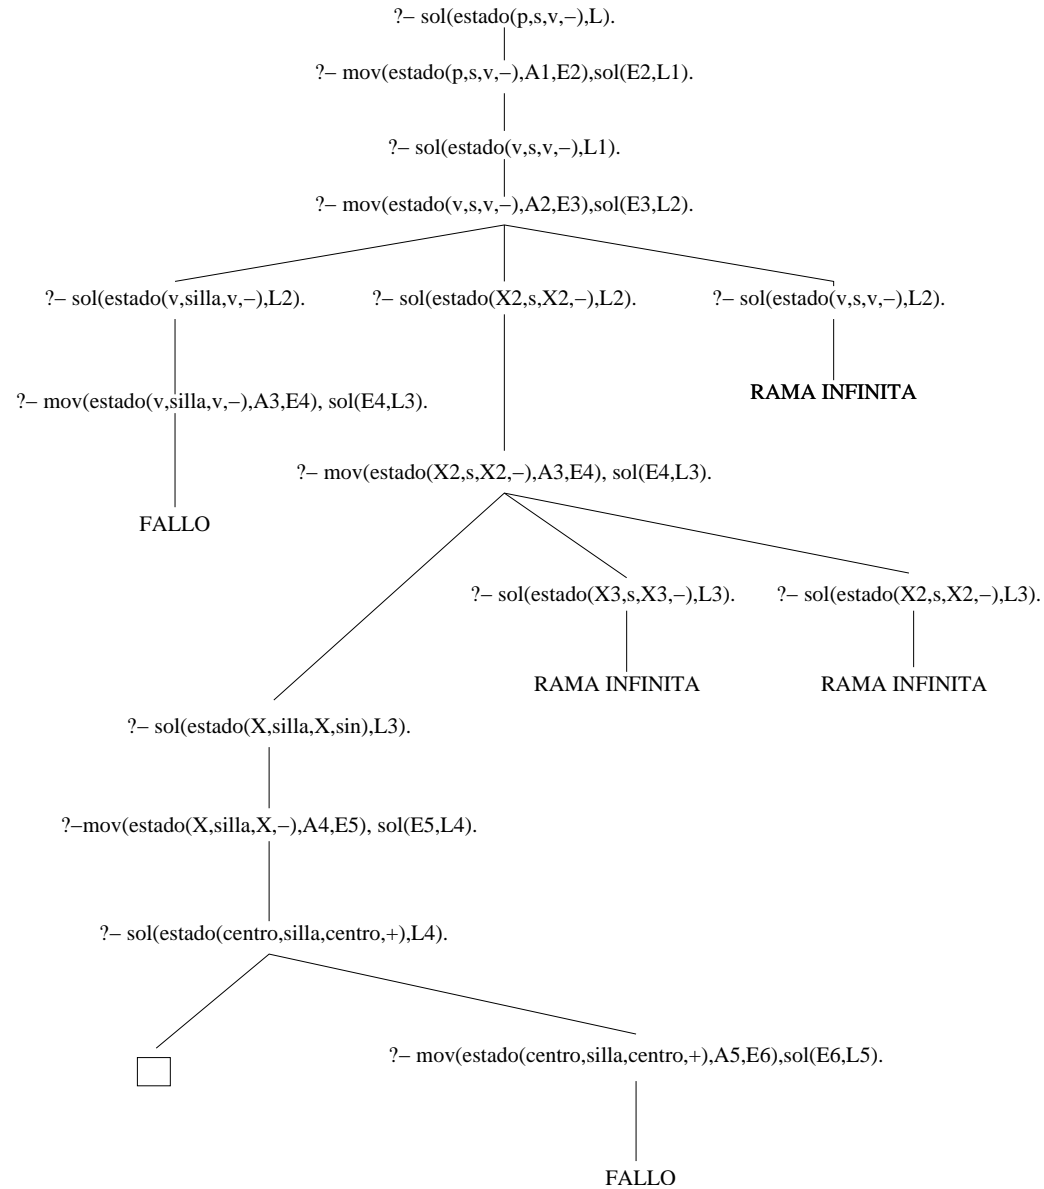 ?– sol(estado(p,s,v,–),L).
?– mov(estado(p,s,v,–),A1,E2),sol(E2,L1).
?– sol(estado(v,s,v,–),L1).
?– mov(estado(v,s,v,–),A2,E3),sol(E3,L2).
?– sol(estado(v,silla,v,–),L2).
?– sol(estado(X2,s,X2,–),L2).
?– sol(estado(v,s,v,–),L2).
RAMA INFINITA
?– mov(estado(v,silla,v,–),A3,E4), sol(E4,L3).
?– mov(estado(X2,s,X2,–),A3,E4), sol(E4,L3).
FALLO
?– sol(estado(X3,s,X3,–),L3).
?– sol(estado(X2,s,X2,–),L3).
RAMA INFINITA
RAMA INFINITA
?– sol(estado(X,silla,X,sin),L3).
?–mov(estado(X,silla,X,–),A4,E5), sol(E5,L4).
?– sol(estado(centro,silla,centro,+),L4).
?– mov(estado(centro,silla,centro,+),A5,E6),sol(E6,L5).
FALLO